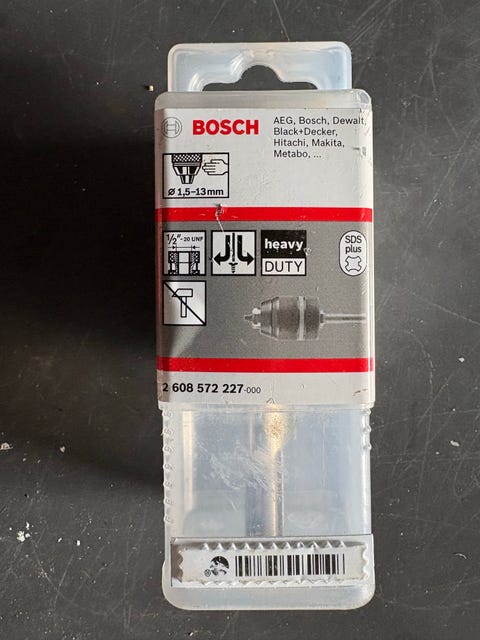 BOSCH
AEG, Bosch, Dewalt,
Black+Decker,
Hitachi, Makita,
Metabo, ...
Ø 1,5–13mm
1/2"-20 UNF
heavy
DUTY
SDS
plus
2 608 572 227-000